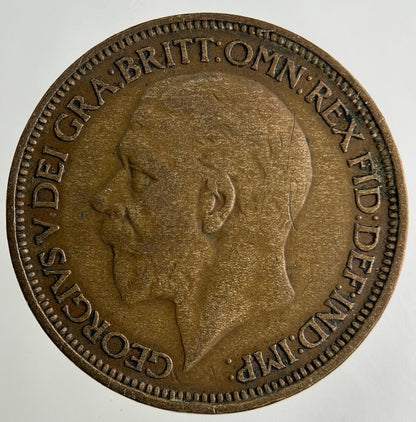 GEORGIVS V DEI GRA:BRITT:OMN:REX FID:DEF:IND:IMP: